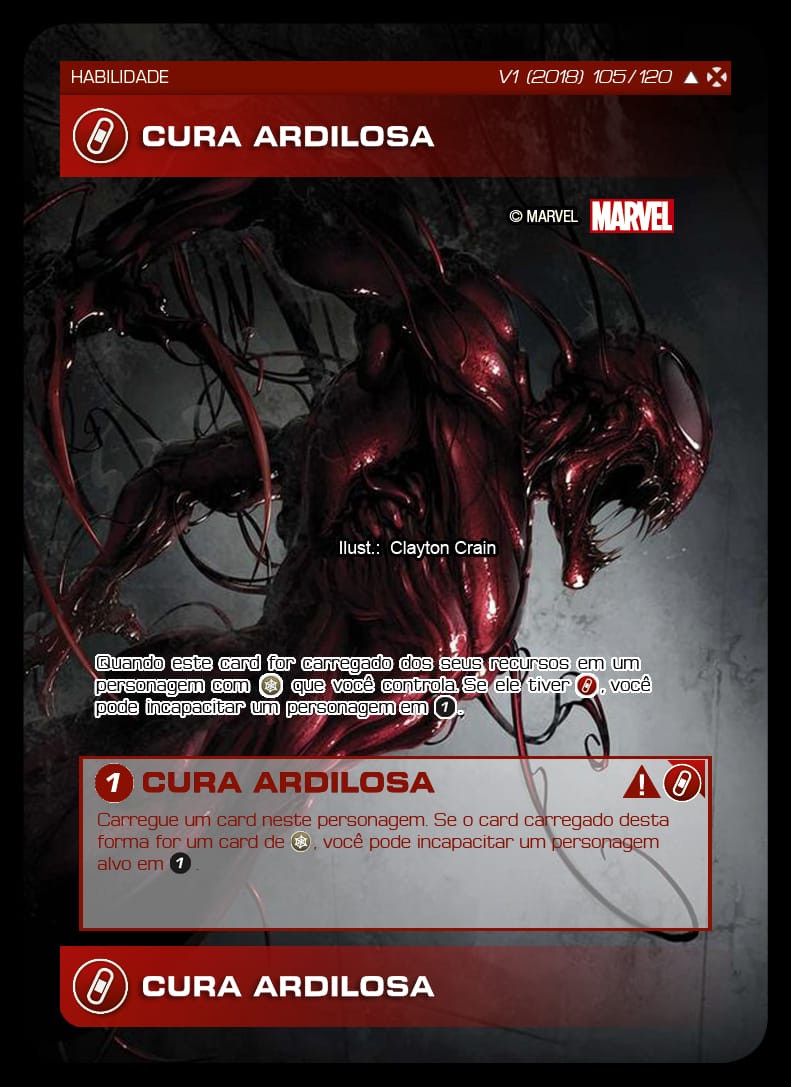 HABILIDADE V1 (2018) 105/120
CURA ARDILOSA
© MARVEL MARVEL
Ilust.: Clayton Crain
Quando este card for carregado dos seus recursos em um
personagem com que você controla. Se ele tiver , você
pode incapacitar um personagem em 1 .
1 CURA ARDILOSA !
Carregue um card neste personagem. Se o card carregado desta
forma for um card de , você pode incapacitar um personagem
alvo em 1 .
CURA ARDILOSA